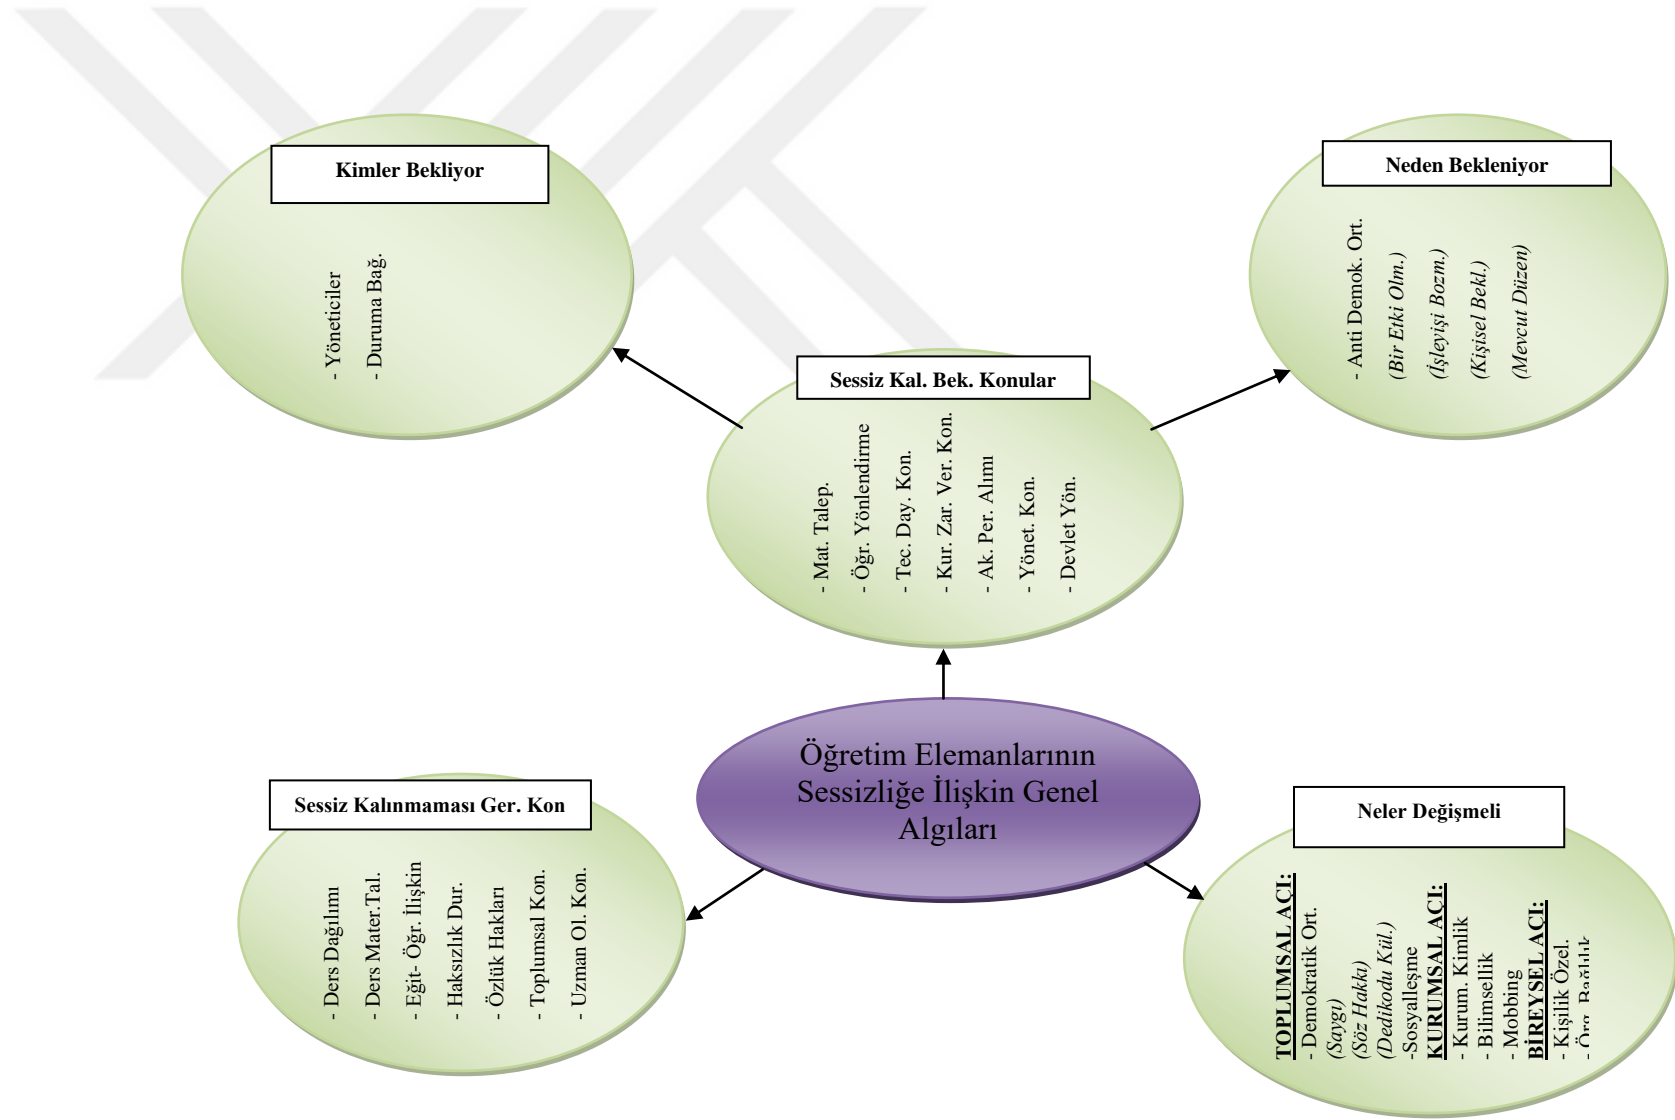 Kimler Bekliyor
- Yöneticiler
- Duruma Bağ.
Neden Bekleniyor
- Anti Demok. Ort.
(Bir Etki Olm.)
(İşleyişi Bozm.)
(Kişisel Bekl.)
(Mevcut Düzen)
Sessiz Kal. Bek. Konular
- Mat. Talep.
- Öğr. Yönlendirme
- Tec. Day. Kon.
- Kur. Zar. Ver. Kon.
- Ak. Per. Alımı
- Yönet. Kon.
- Devlet Yön.
Öğretim Elemanlarının
Sessizliğe İlişkin Genel
Algıları
Sessiz Kalınmaması Ger. Kon
- Ders Dağılımı
- Ders Mater.Tal.
- Eğit- Öğr. İlişkin
- Haksızlık Dur.
- Özlük Hakları
- Toplumsal Kon.
- Uzman Ol. Kon.
Neler Değişmeli
TOPLUMSAL AÇI:
- Demokratik Ort.
(Saygı)
(Söz Hakkı)
(Dedikodu Kül.)
-Sosyalleşme
KURUMSAL AÇI:
- Kurum. Kimlik
- Bilimsellik
- Mobbing
BİREYSEL AÇI:
- Kişilik Özel.
- Örg. Bağlılık